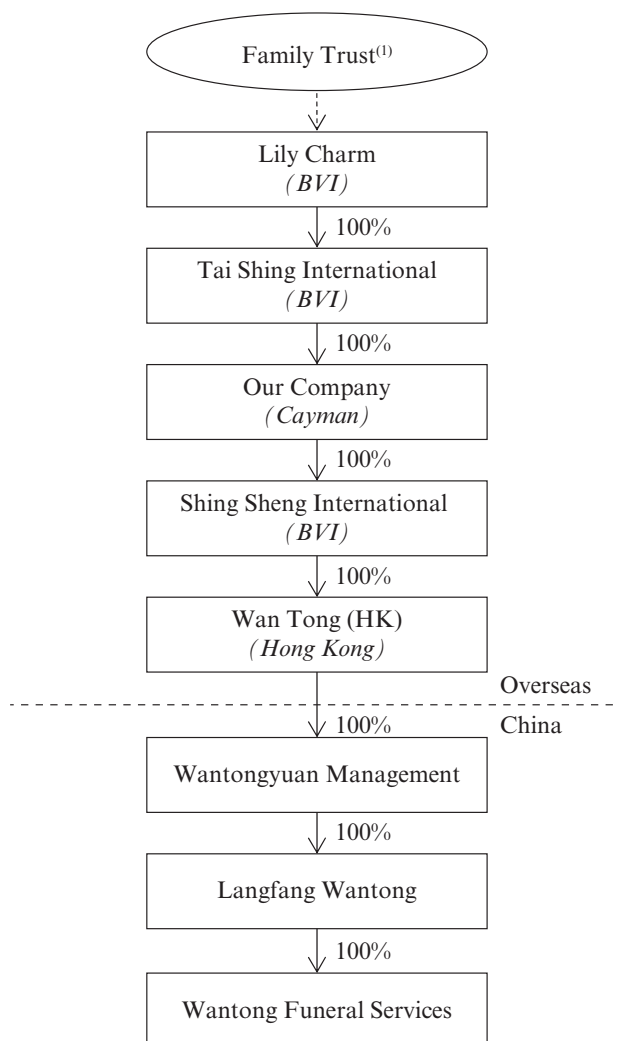 Family Trust(1)
Lily Charm
(BVI)
100%
Tai Shing International
(BVI)
100%
Our Company
(Cayman)
100%
Shing Sheng International
(BVI)
100%
Wan Tong (HK)
(Hong Kong)
Overseas
100%
China
Wantongyuan Management
100%
Langfang Wantong
100%
Wantong Funeral Services